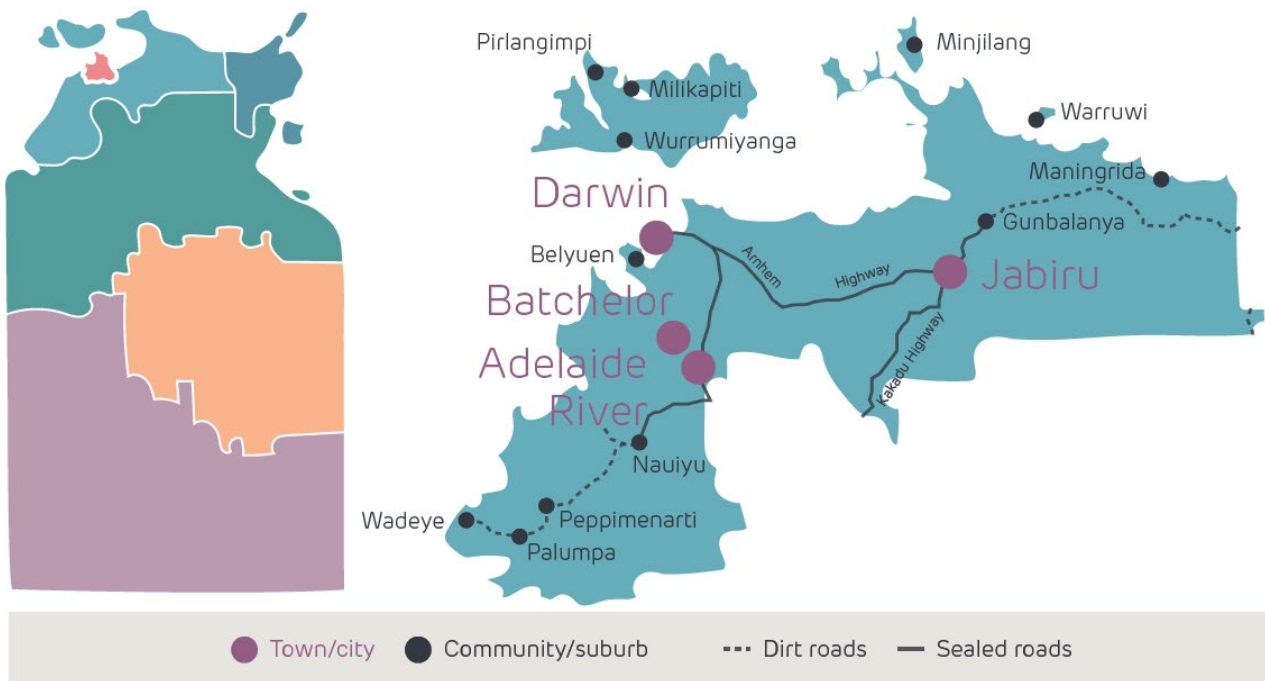 Pirlangimpi
Minjilang
Milikapiti
Warruwi
Wurrumiyanga
Maningrida
Darwin
Gunbalanya
Belyuen
Arnhem
Highway
Jabiru
Batchelor
Kakadu Highway
Adelaide
River
Nauiyu
Wadeye
Peppimenarti
Palumpa
Town/city
Community/suburb
Dirt roads
Sealed roads